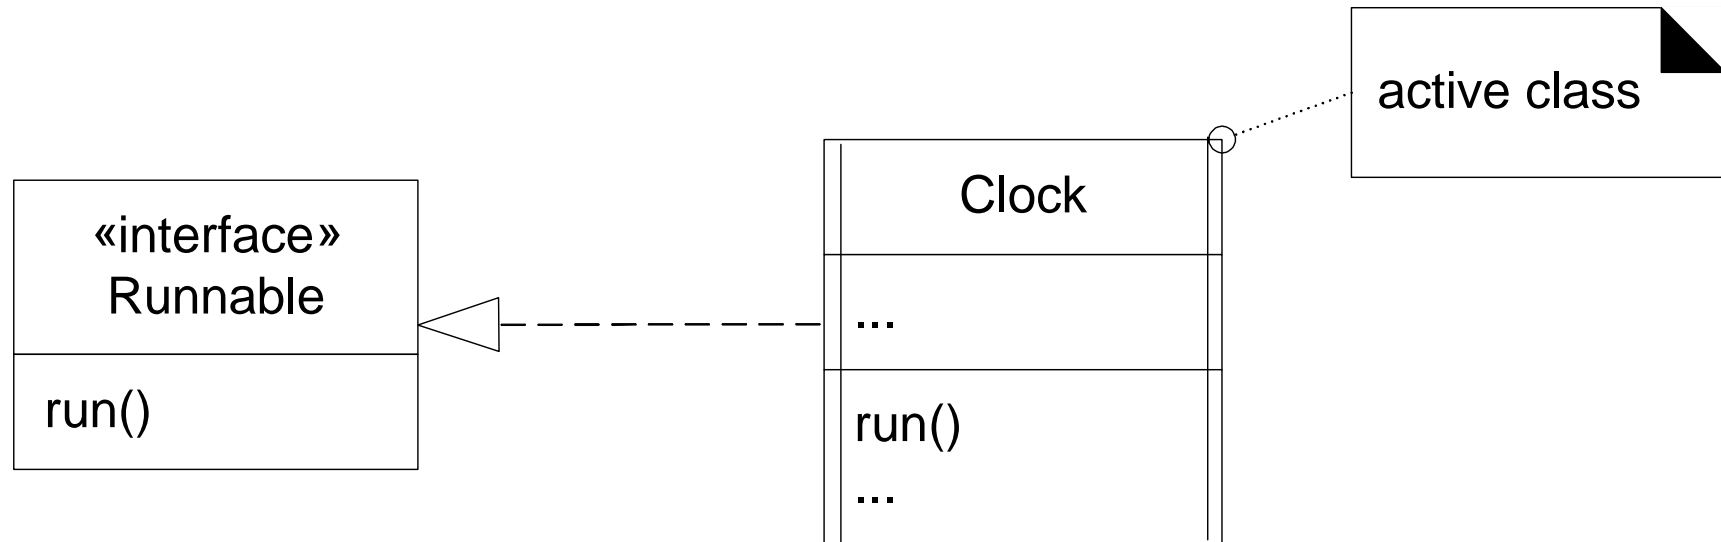 «interface»
Runnable
run()
Clock
...
run()
...
active class